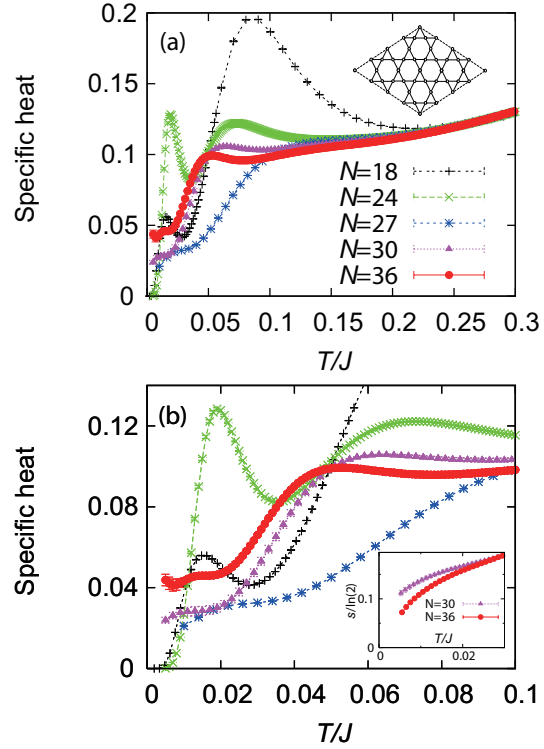 (a)
Specific heat
0.2
0.15
0.1
0.05
0
N=18
N=24
N=27
N=30
N=36
0 0.05 0.10 0.15 0.20 0.25 0.3
T/J
(b)
Specific heat
0.12
0.08
0.04
0
s/ln(2)
0.1
N=30
N=36
T/J
0.02
0 0.02 0.04 0.06 0.08 0.1
T/J